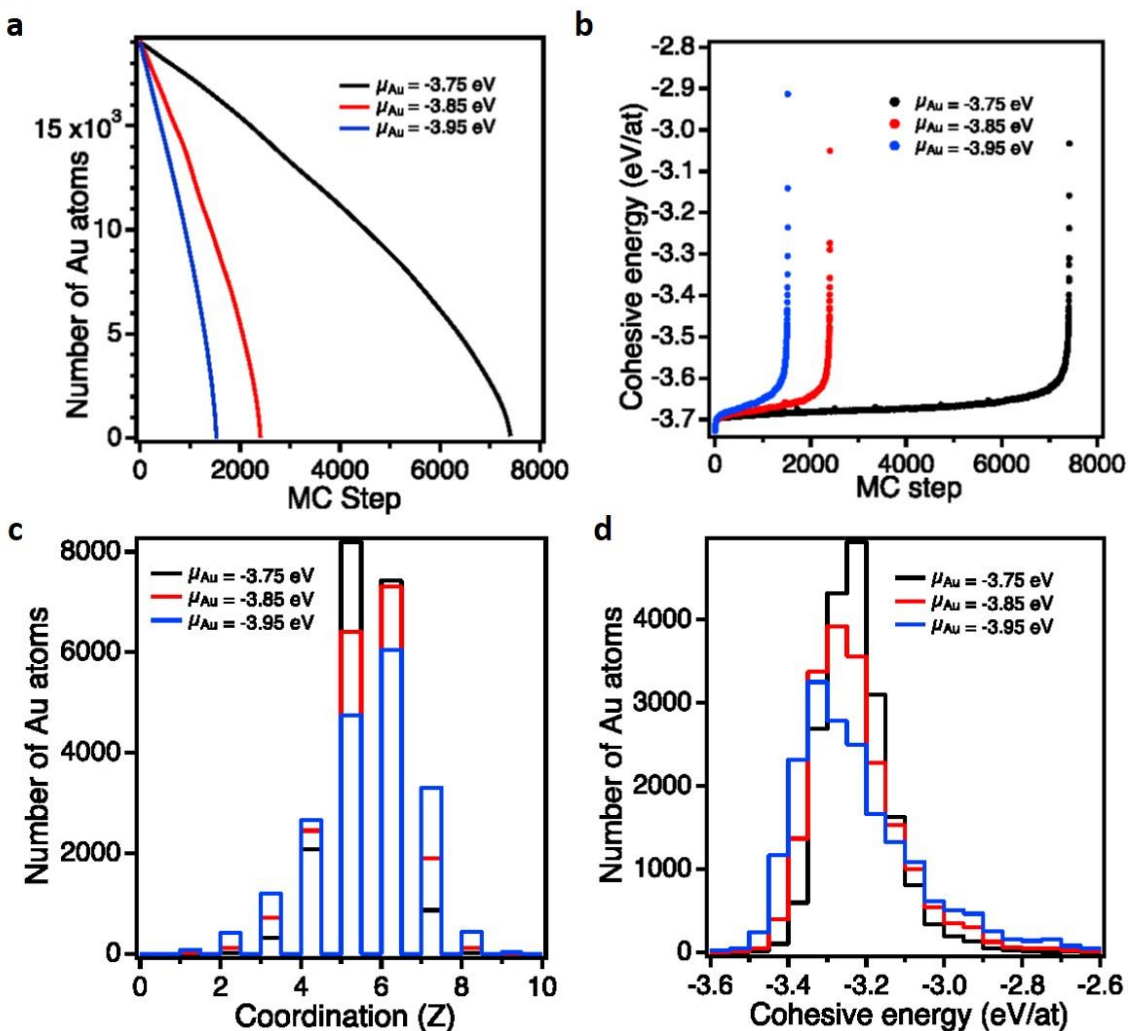 a
Number of Au atoms
15 x10³
10
5
0
μAu = -3.75 eV
μAu = -3.85 eV
μAu = -3.95 eV
0 2000 4000 6000 8000
MC Step
b
Cohesive energy (eV/at)
-2.8
-2.9
-3.0
-3.1
-3.2
-3.3
-3.4
-3.5
-3.6
-3.7
μAu = -3.75 eV
μAu = -3.85 eV
μAu = -3.95 eV
0 2000 4000 6000 8000
MC step
c
Number of Au atoms
8000
6000
4000
2000
0
μAu = -3.75 eV
μAu = -3.85 eV
μAu = -3.95 eV
0 2 4 6 8 10
Coordination (Z)
d
Number of Au atoms
4000
3000
2000
1000
0
μAu = -3.75 eV
μAu = -3.85 eV
μAu = -3.95 eV
-3.6 -3.4 -3.2 -3.0 -2.8 -2.6
Cohesive energy (eV/at)